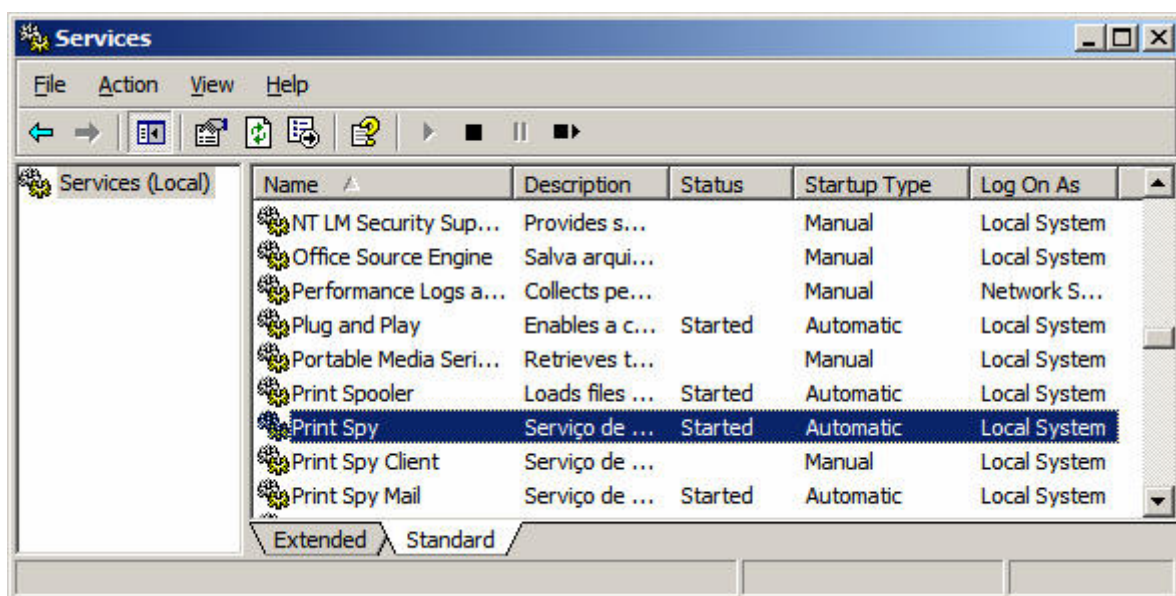 Services
File Action View Help
Services (Local)
Name Description Status Startup Type Log On As
NT LM Security Sup... Provides s... Manual Local System
Office Source Engine Salva arqui... Manual Local System
Performance Logs a... Collects pe... Manual Network S...
Plug and Play Enables a c... Started Automatic Local System
Portable Media Seri... Retrieves t... Manual Local System
Print Spooler Loads files ... Started Automatic Local System
Print Spy Serviço de ... Started Automatic Local System
Print Spy Client Serviço de ... Manual Local System
Print Spy Mail Serviço de ... Started Automatic Local System
Extended Standard